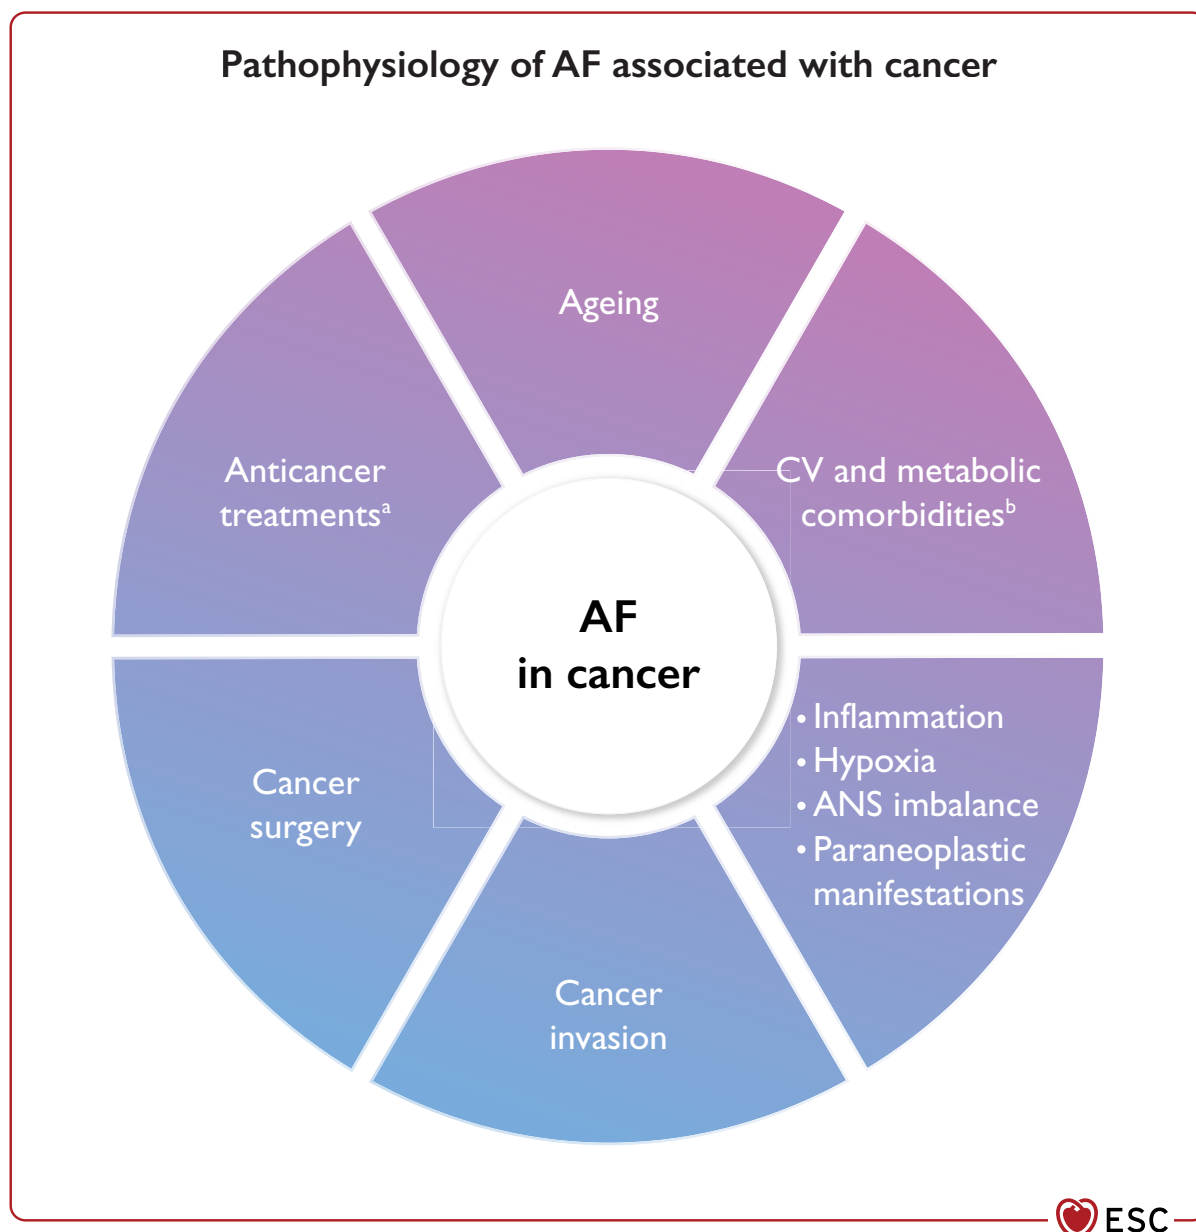 Pathophysiology of AF associated with cancer
Ageing
CV and metabolic
comorbiditiesᵇ
• Inflammation
• Hypoxia
• ANS imbalance
• Paraneoplastic
manifestations
Cancer
invasion
Cancer
surgery
Anticancer
treatmentsᵃ
AF
in cancer
ESC